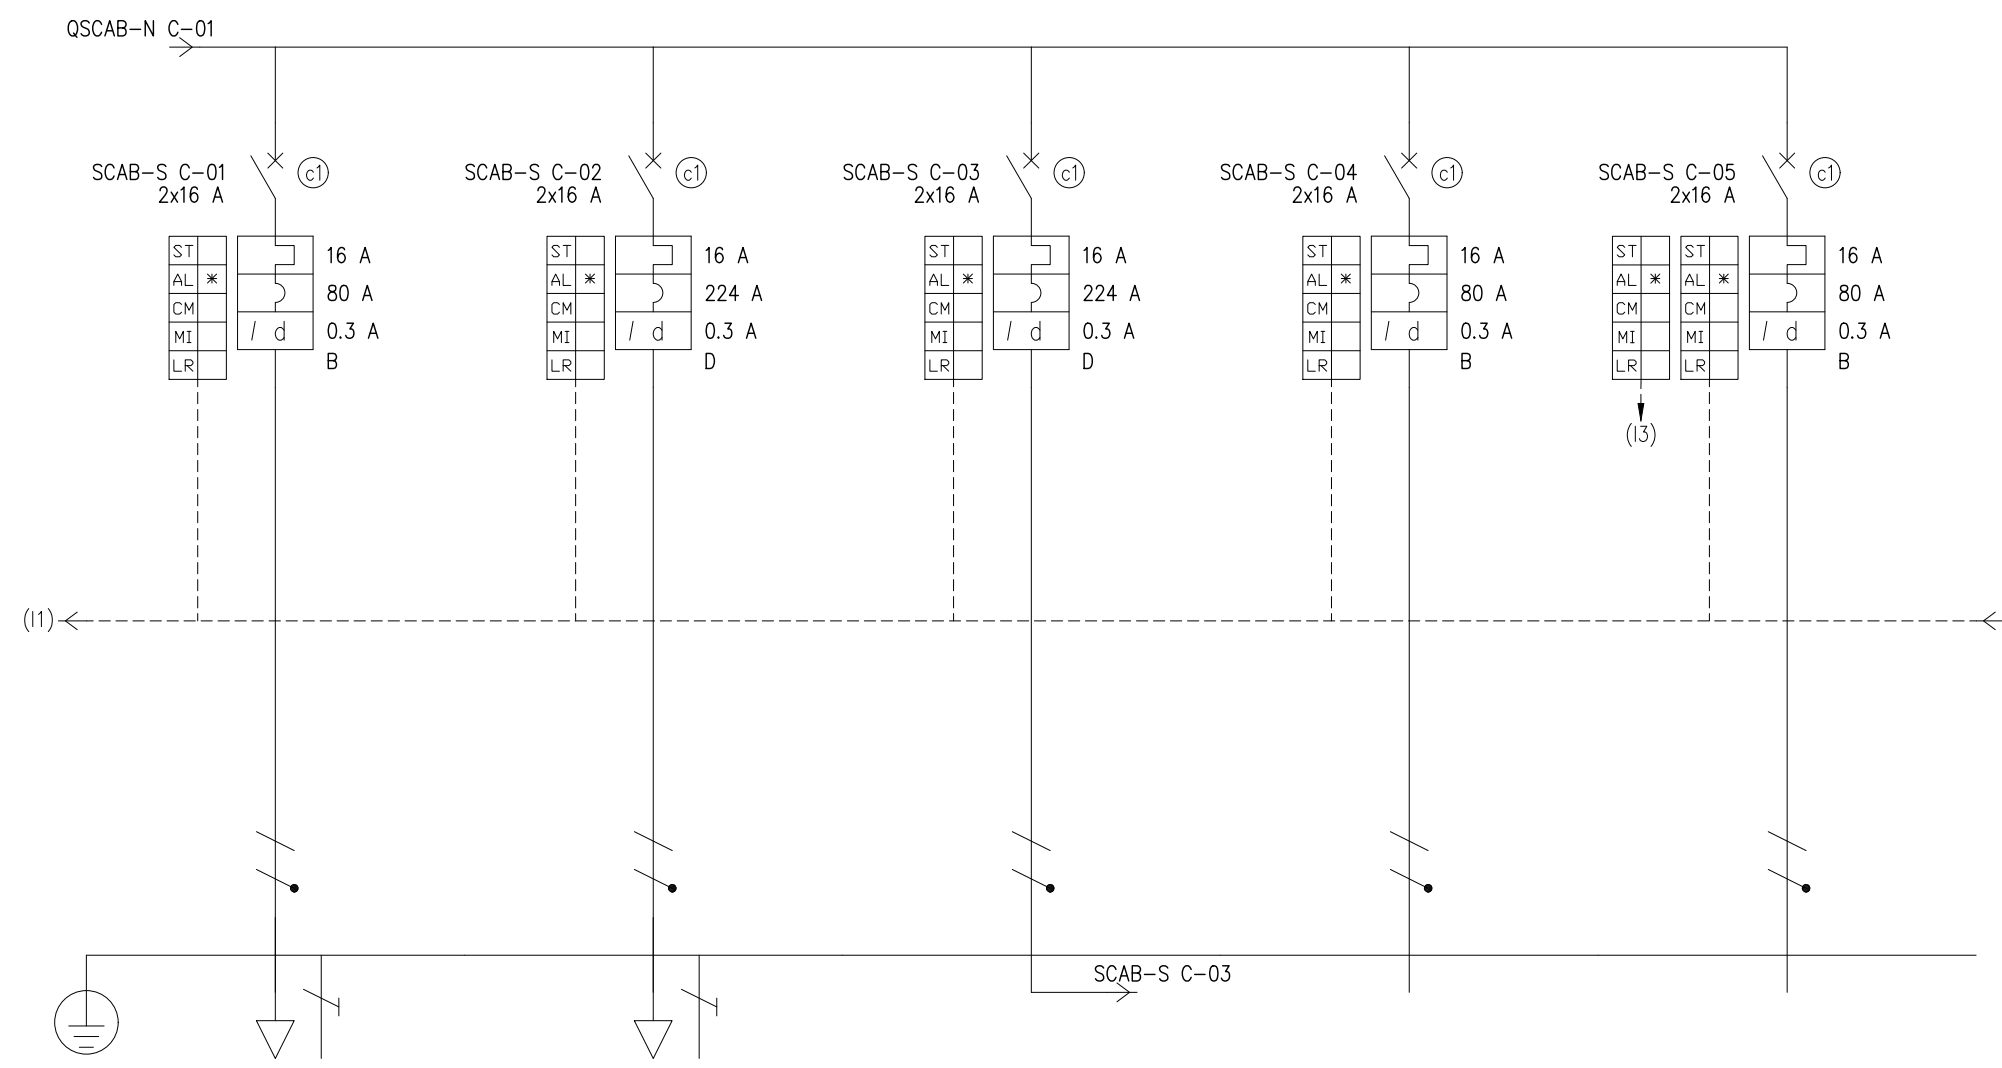 QSCAB-N C-01
SCAB-S C-01
2x16 A
c1
ST
AL *
CM
MI
LR
16 A
80 A
I d
0.3 A
B
SCAB-S C-02
2x16 A
c1
ST
AL *
CM
MI
LR
16 A
224 A
I d
0.3 A
D
SCAB-S C-03
2x16 A
c1
ST
AL *
CM
MI
LR
16 A
224 A
I d
0.3 A
D
SCAB-S C-04
2x16 A
c1
ST
AL *
CM
MI
LR
16 A
80 A
I d
0.3 A
B
SCAB-S C-05
2x16 A
c1
ST
AL *
CM
MI
LR
ST
AL *
CM
MI
LR
16 A
80 A
I d
0.3 A
B
(I3)
(I1)
SCAB-S C-03